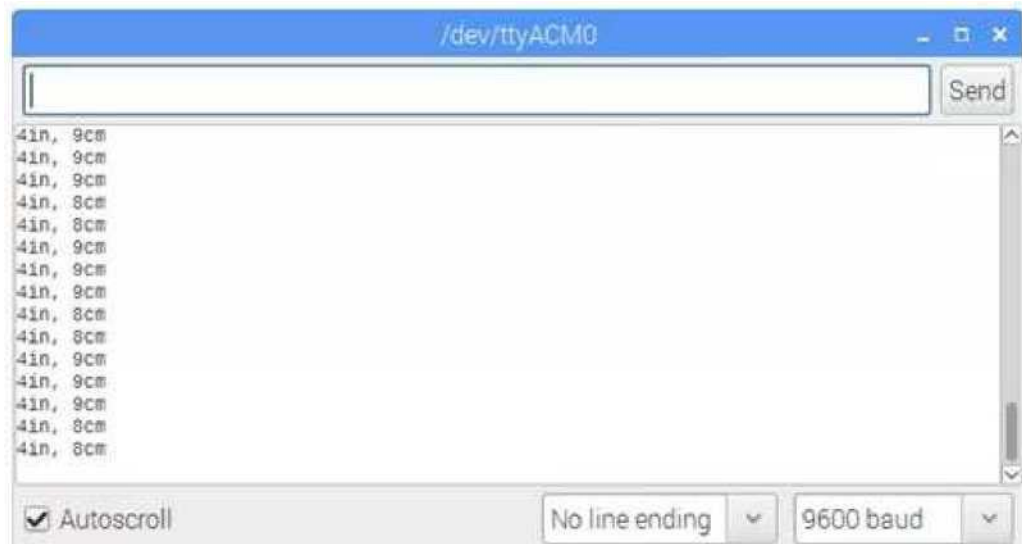 /dev/ttyACM0
Send
4in, 9cm
4in, 9cm
4in, 9cm
4in, 8cm
4in, 8cm
4in, 9cm
4in, 9cm
4in, 9cm
4in, 8cm
4in, 8cm
4in, 9cm
4in, 9cm
4in, 9cm
4in, 8cm
4in, 8cm
Autoscroll
No line ending
9600 baud